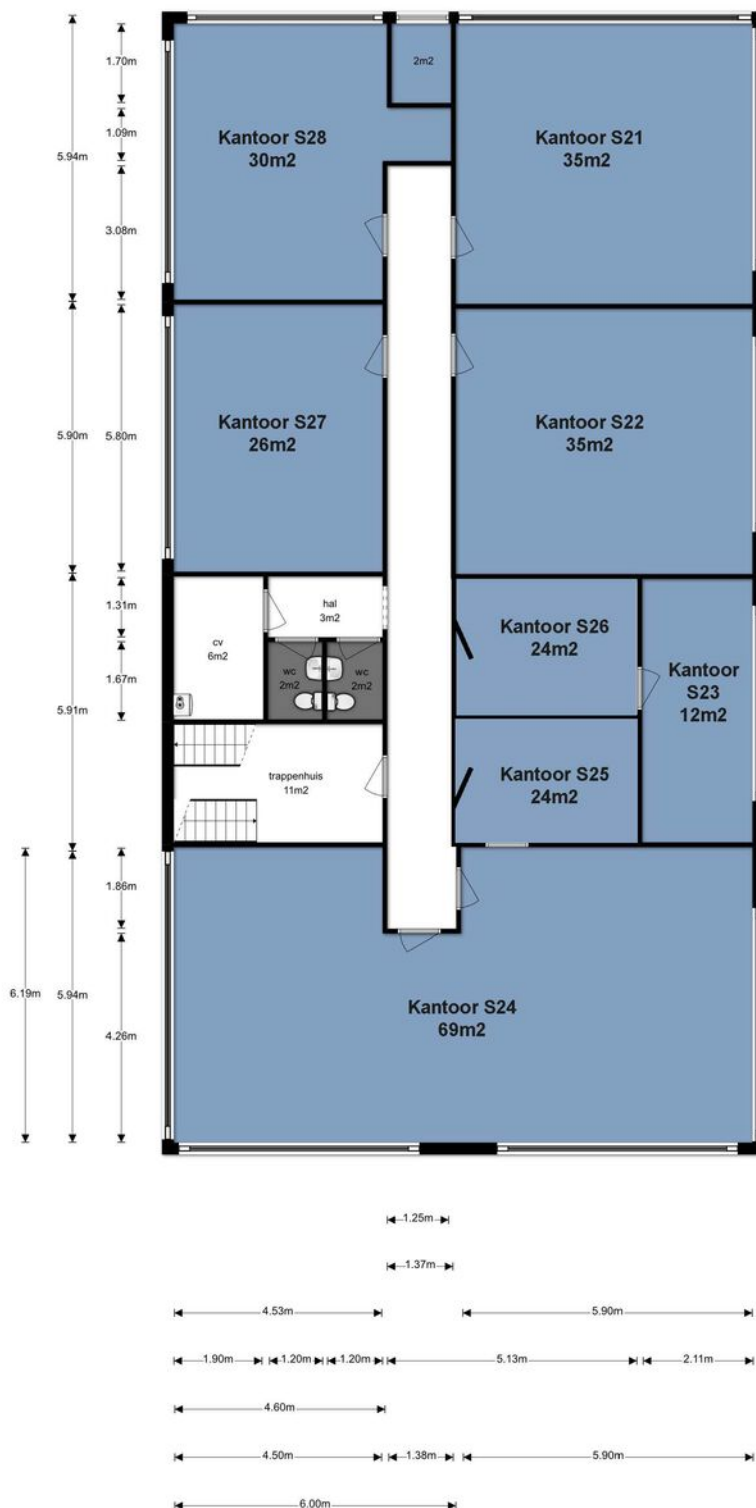 1.70m
2m2
1.09m
Kantoor S28
30m2
Kantoor S21
35m2
5.94m
3.08m
Kantoor S27
26m2
Kantoor S22
35m2
5.90m
5.80m
1.31m
hal
3m2
Kantoor S26
24m2
cv
6m2
Kantoor
S23
12m2
1.67m
wc
2m2
wc
2m2
5.91m
trappenhuis
11m2
Kantoor S25
24m2
1.86m
6.19m
5.94m
Kantoor S24
69m2
4.26m
1.25m
1.37m
4.53m
5.90m
1.90m
1.20m
1.20m
5.13m
2.11m
4.60m
4.50m
1.38m
5.90m
6.00m